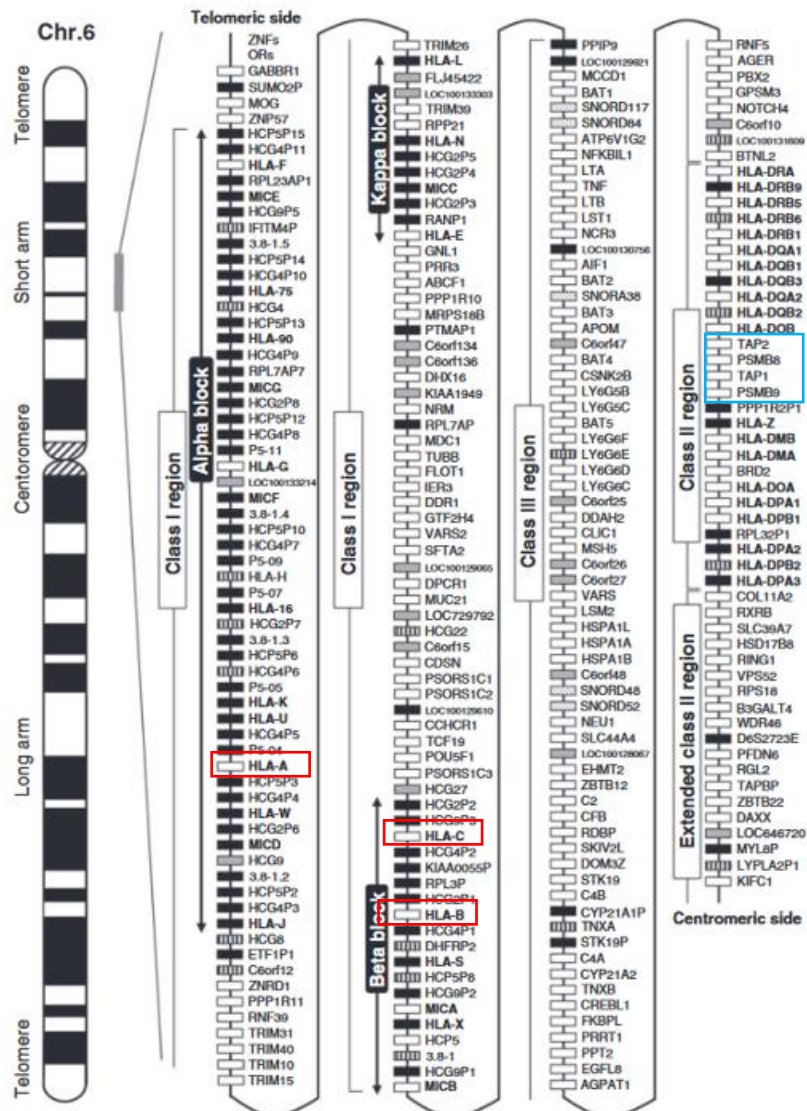 Chr.6
Telomere
Short arm
Centoromere
Long arm
Telomere
Telomeric side
ZNFs
ORs
GABBR1
SUMO2P
MOG
ZNP57
HCP5P15
HCG4P11
HLA-F
RPL23AP1
MICE
HCG9P5
IFITM4P
3.8-1.5
HCP5P14
HCG4P10
HLA-75
HCG4
HCP5P13
HLA-90
HCG4P9
RPL7AP7
MICG
HCG2P8
HCP5P12
HCG4P8
P5-11
HLA-G
LOC100133214
MICF
3.8-1.4
HCP5P10
HCG4P7
P5-09
HLA-H
P5-07
HLA-16
HCG2P7
3.8-1.3
HCP5P6
HCG4P6
P5-05
HLA-K
HLA-U
HCG4P5
P5-04
HLA-A
HCP5P3
HCG4P4
HLA-W
HCG2P6
MICD
HCG9
3.8-1.2
HCP5P2
HCG4P3
HLA-J
HCG8
ETF1P1
C6orf12
ZNRD1
PPP1R11
RNF39
TRIM31
TRIM40
TRIM10
TRIM15
Class I region
Alpha block
TRIM26
HLA-L
FLJ45422
LOC100133303
TRIM39
RPP21
HLA-N
HCG2P5
HCG2P4
MICC
HCG2P3
RANP1
HLA-E
GNL1
PRR3
ABCF1
PPP1R10
MRPS18B
PTMAP1
C6orf134
C6orf136
DHX16
KIAA1949
NRM
RPL7AP
MDC1
TUBB
FLOT1
IER3
DDR1
GTF2H4
VARS2
SFTA2
LOC100129065
DPCR1
MUC21
LOC729792
HCG22
C6orf15
CDSN
PSORS1C1
PSORS1C2
LOC100129610
CCHCR1
TCF19
POU5F1
PSORS1C3
HCG27
HCG2P2
HCG9P3
HLA-C
HCG4P2
KIAA0055P
RPL3P
HCG2P1
HLA-B
HCG4P1
DHFRP2
HLA-S
HCP5P8
HCG9P2
MICA
HLA-X
HCP5
3.8-1
HCG9P1
MICB
Kappa block
Class I region
Beta block
PPIP9
LOC100129921
MCCD1
BAT1
SNORD117
SNORD84
ATP6V1G2
NFKBIL1
LTA
TNF
LTB
LST1
NCR3
LOC100130756
AIF1
BAT2
SNORA38
BAT3
APOM
C6orf47
BAT4
CSNK2B
LY6G5B
LY6G5C
BAT5
LY6G6F
LY6G6E
LY6G6D
LY6G6C
C6orf25
DDAH2
CLIC1
MSH5
C6orf26
C6orf27
VARS
LSM2
HSPA1L
HSPA1A
HSPA1B
C6orf48
SNORD48
SNORD52
NEU1
SLC44A4
LOC100128067
EHMT2
ZBTB12
C2
CFB
RDBP
SKIV2L
DOM3Z
STK19
C4B
CYP21A1P
TNXA
STK19P
C4A
CYP21A2
TNXB
CREBL1
FKBPL
PRRT1
PPT2
EGFL8
AGPAT1
Class III region
RNF5
AGER
PBX2
GPSM3
NOTCH4
C6orf10
LOC100131609
BTNL2
HLA-DRA
HLA-DRB9
HLA-DRB5
HLA-DRB6
HLA-DRB1
HLA-DQA1
HLA-DQB1
HLA-DQB3
HLA-DQA2
HLA-DQB2
HLA-DOB
TAP2
PSMB8
TAP1
PSMB9
PPP1R2P1
HLA-Z
HLA-DMB
HLA-DMA
BRD2
HLA-DOA
HLA-DPA1
HLA-DPB1
RPL32P1
HLA-DPA2
HLA-DPB2
HLA-DPA3
COL11A2
RXRB
SLC39A7
HSD17B8
RING1
VPS52
RPS18
B3GALT4
WDR46
D6S2723E
PFDN6
RGL2
TAPBP
ZBTB22
DAXX
LOC646720
MYL8P
LYPLA2P1
KIFC1
Class II region
Extended class II region
Centromeric side